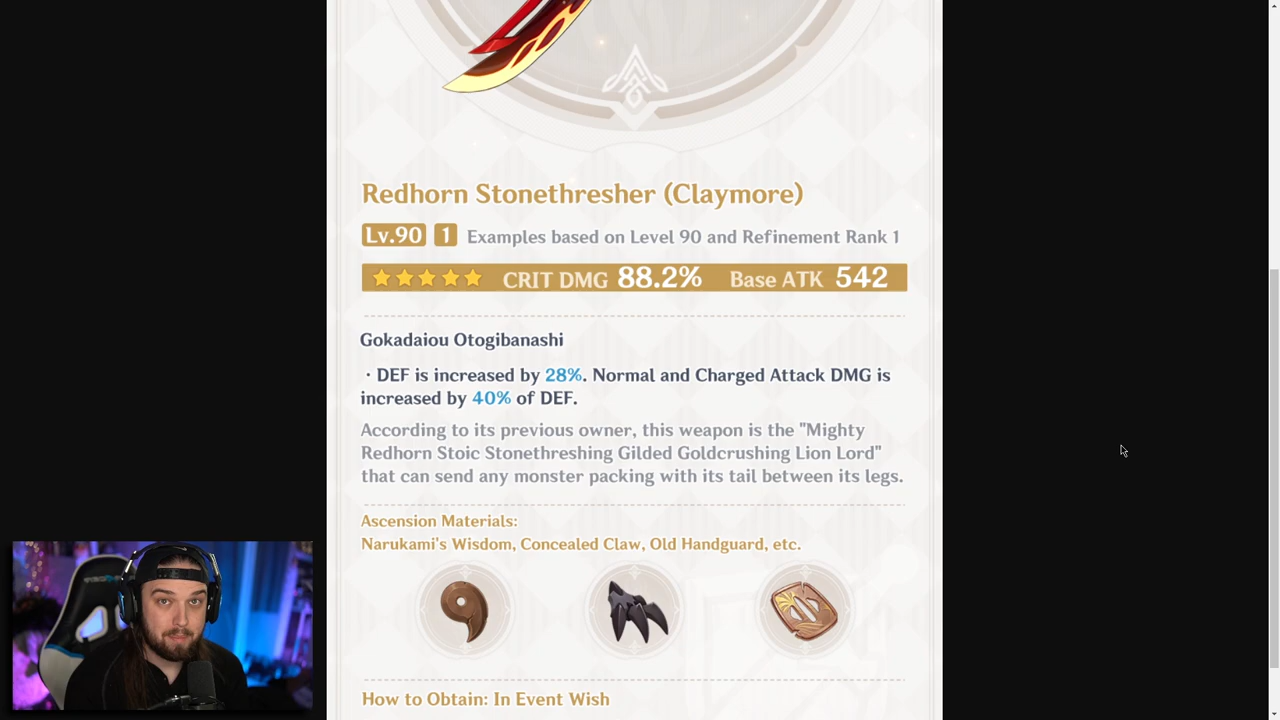 Redhorn Stonethresher (Claymore)
Lv.90 1 Examples based on Level 90 and Refinement Rank 1
CRIT DMG 88.2% Base ATK 542
Gokadaiou Otogibanashi
· DEF is increased by 28%. Normal and Charged Attack DMG is
increased by 40% of DEF.
According to its previous owner, this weapon is the "Mighty
Redhorn Stoic Stonethreshing Gilded Goldcrushing Lion Lord"
that can send any monster packing with its tail between its legs.
Ascension Materials:
Narukami's Wisdom, Concealed Claw, Old Handguard, etc.
How to Obtain: In Event Wish